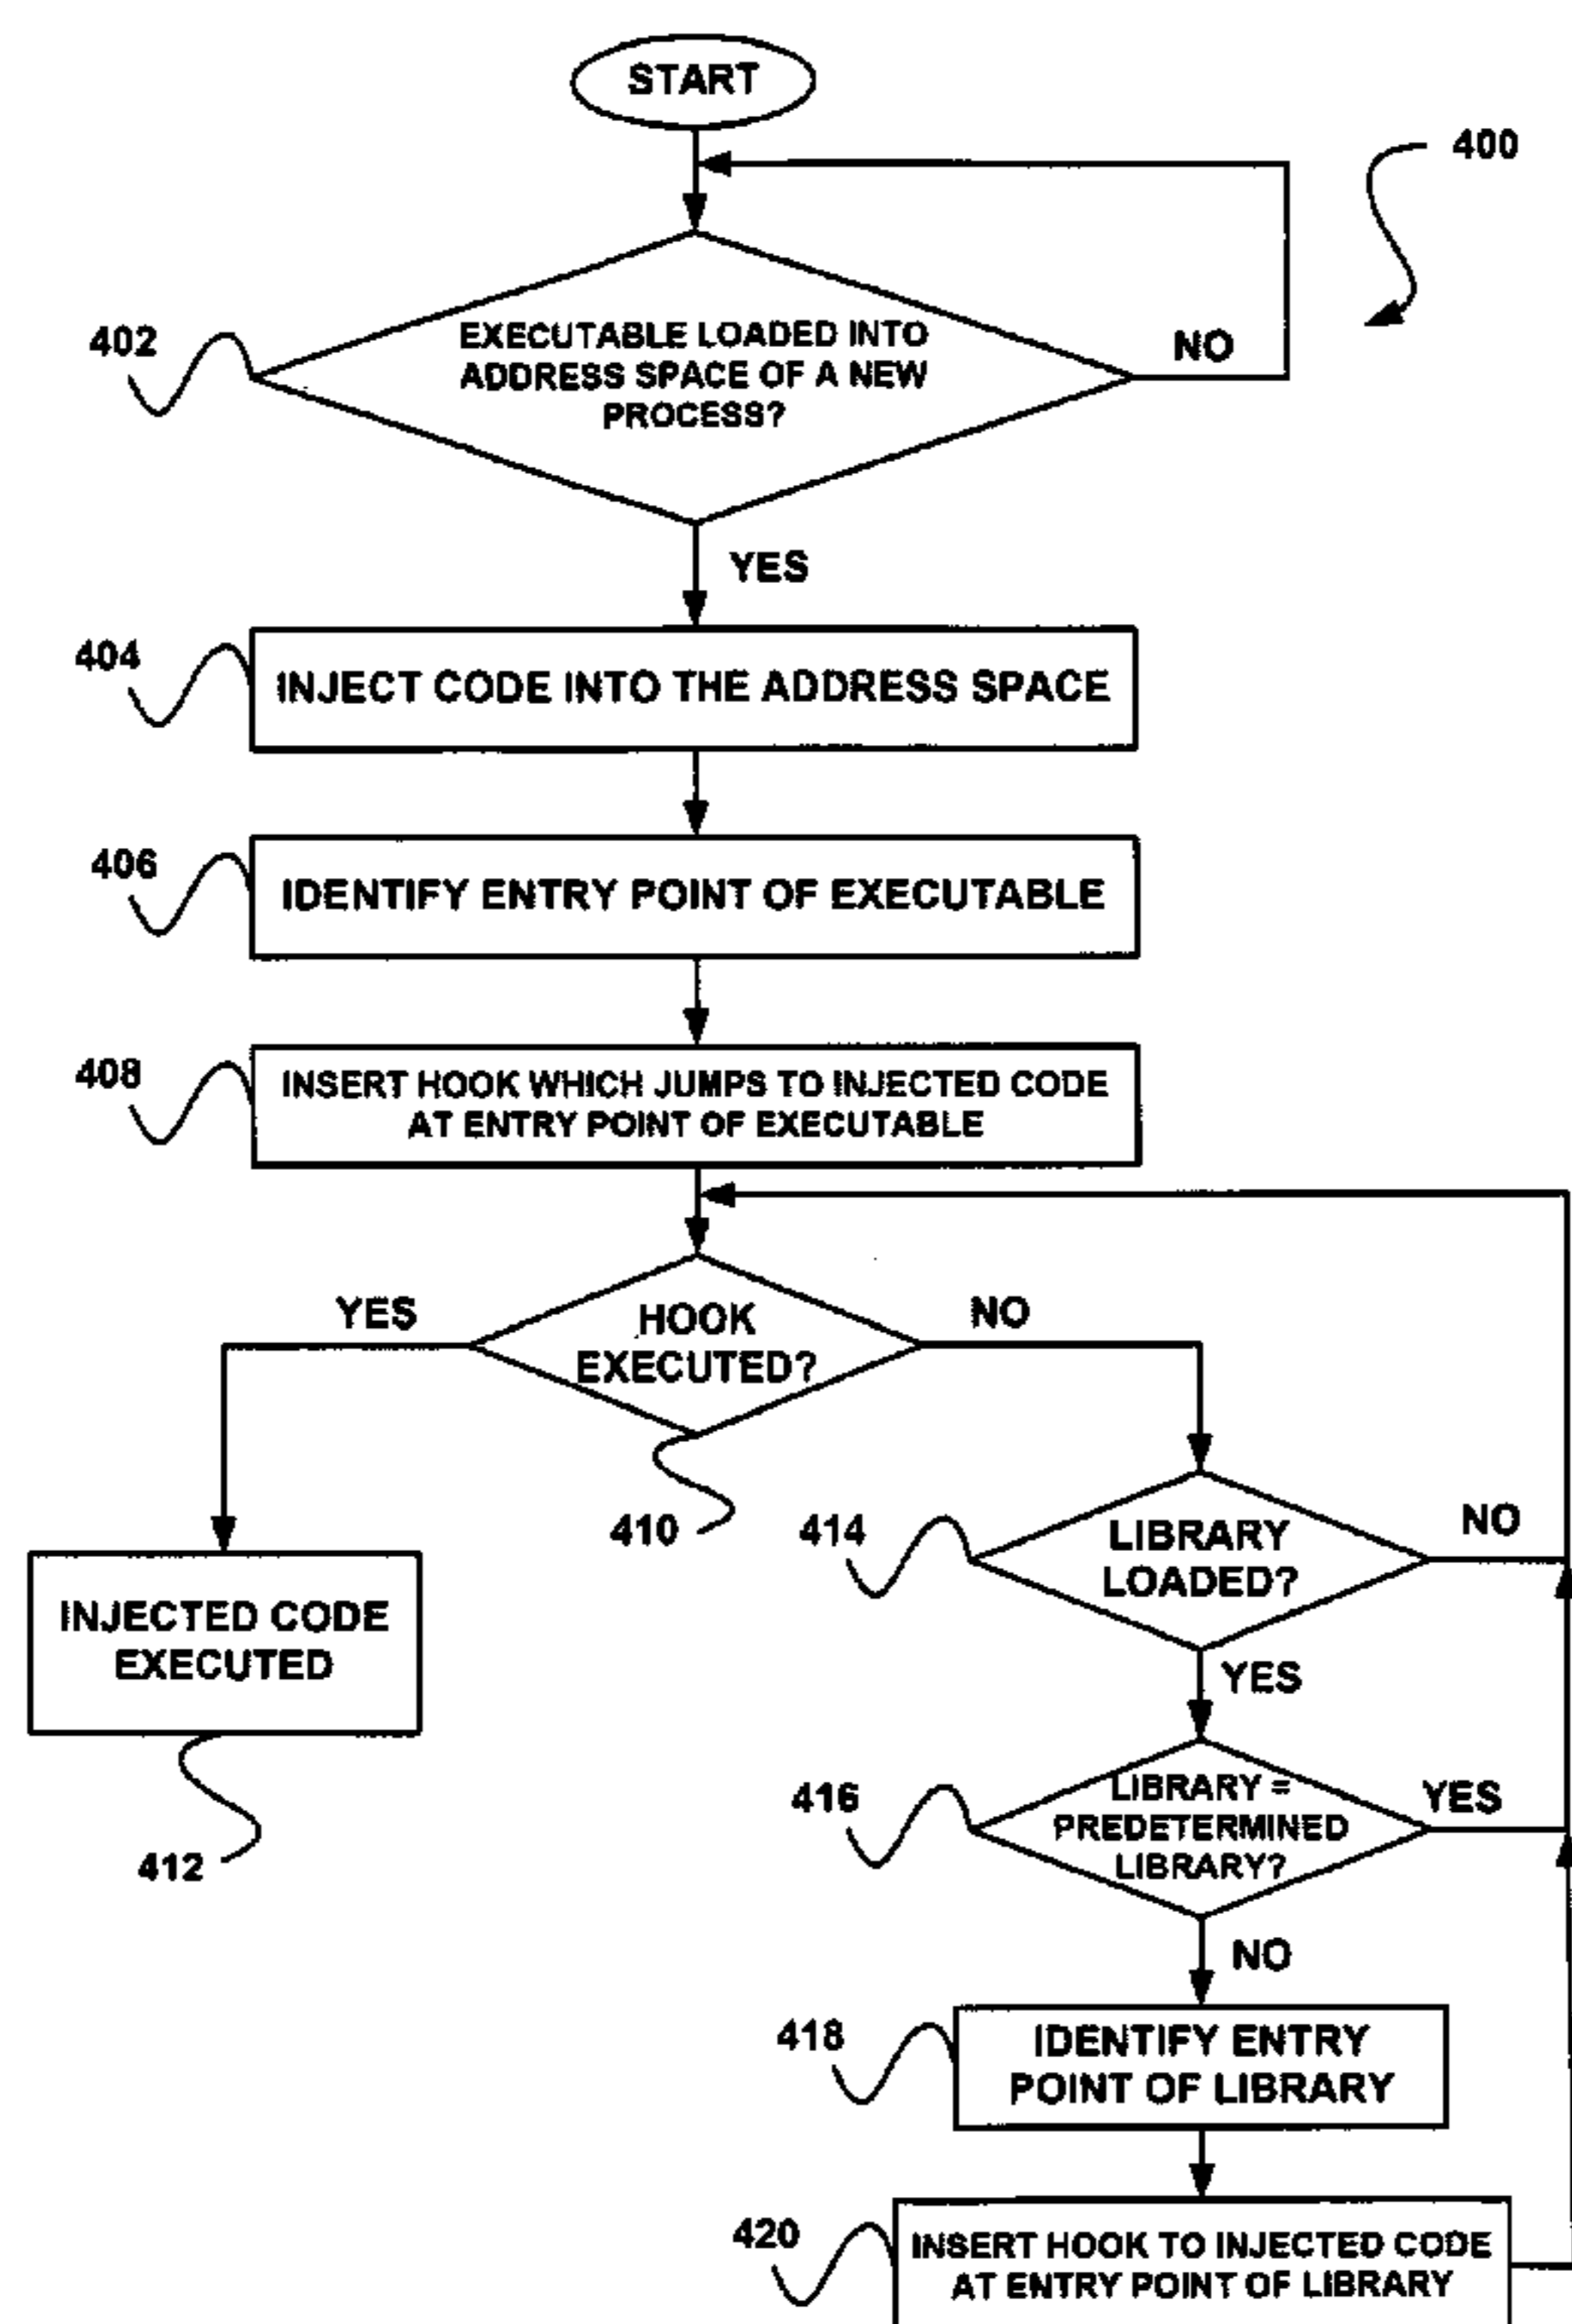 START
400
402
EXECUTABLE LOADED INTO
ADDRESS SPACE OF A NEW
PROCESS?
NO
YES
404
INJECT CODE INTO THE ADDRESS SPACE
406
IDENTIFY ENTRY POINT OF EXECUTABLE
408
INSERT HOOK WHICH JUMPS TO INJECTED CODE
AT ENTRY POINT OF EXECUTABLE
YES
HOOK
EXECUTED?
NO
410
INJECTED CODE
EXECUTED
412
414
LIBRARY
LOADED?
NO
YES
416
LIBRARY =
PREDETERMINED
LIBRARY?
YES
NO
418
IDENTIFY ENTRY
POINT OF LIBRARY
420
INSERT HOOK TO INJECTED CODE
AT ENTRY POINT OF LIBRARY